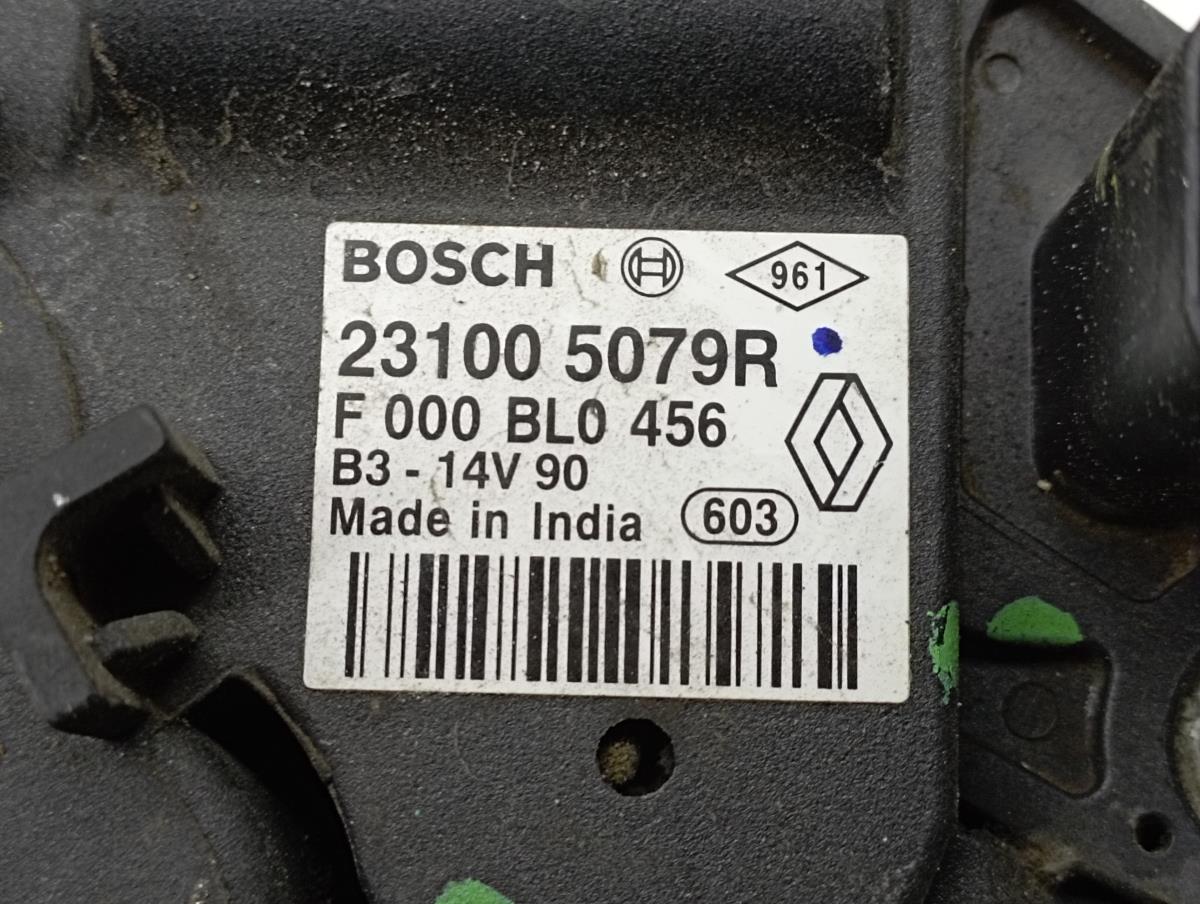 BOSCH 961
23100 5079R
F 000 BL0 456
B3 - 14V 90
Made in India 603